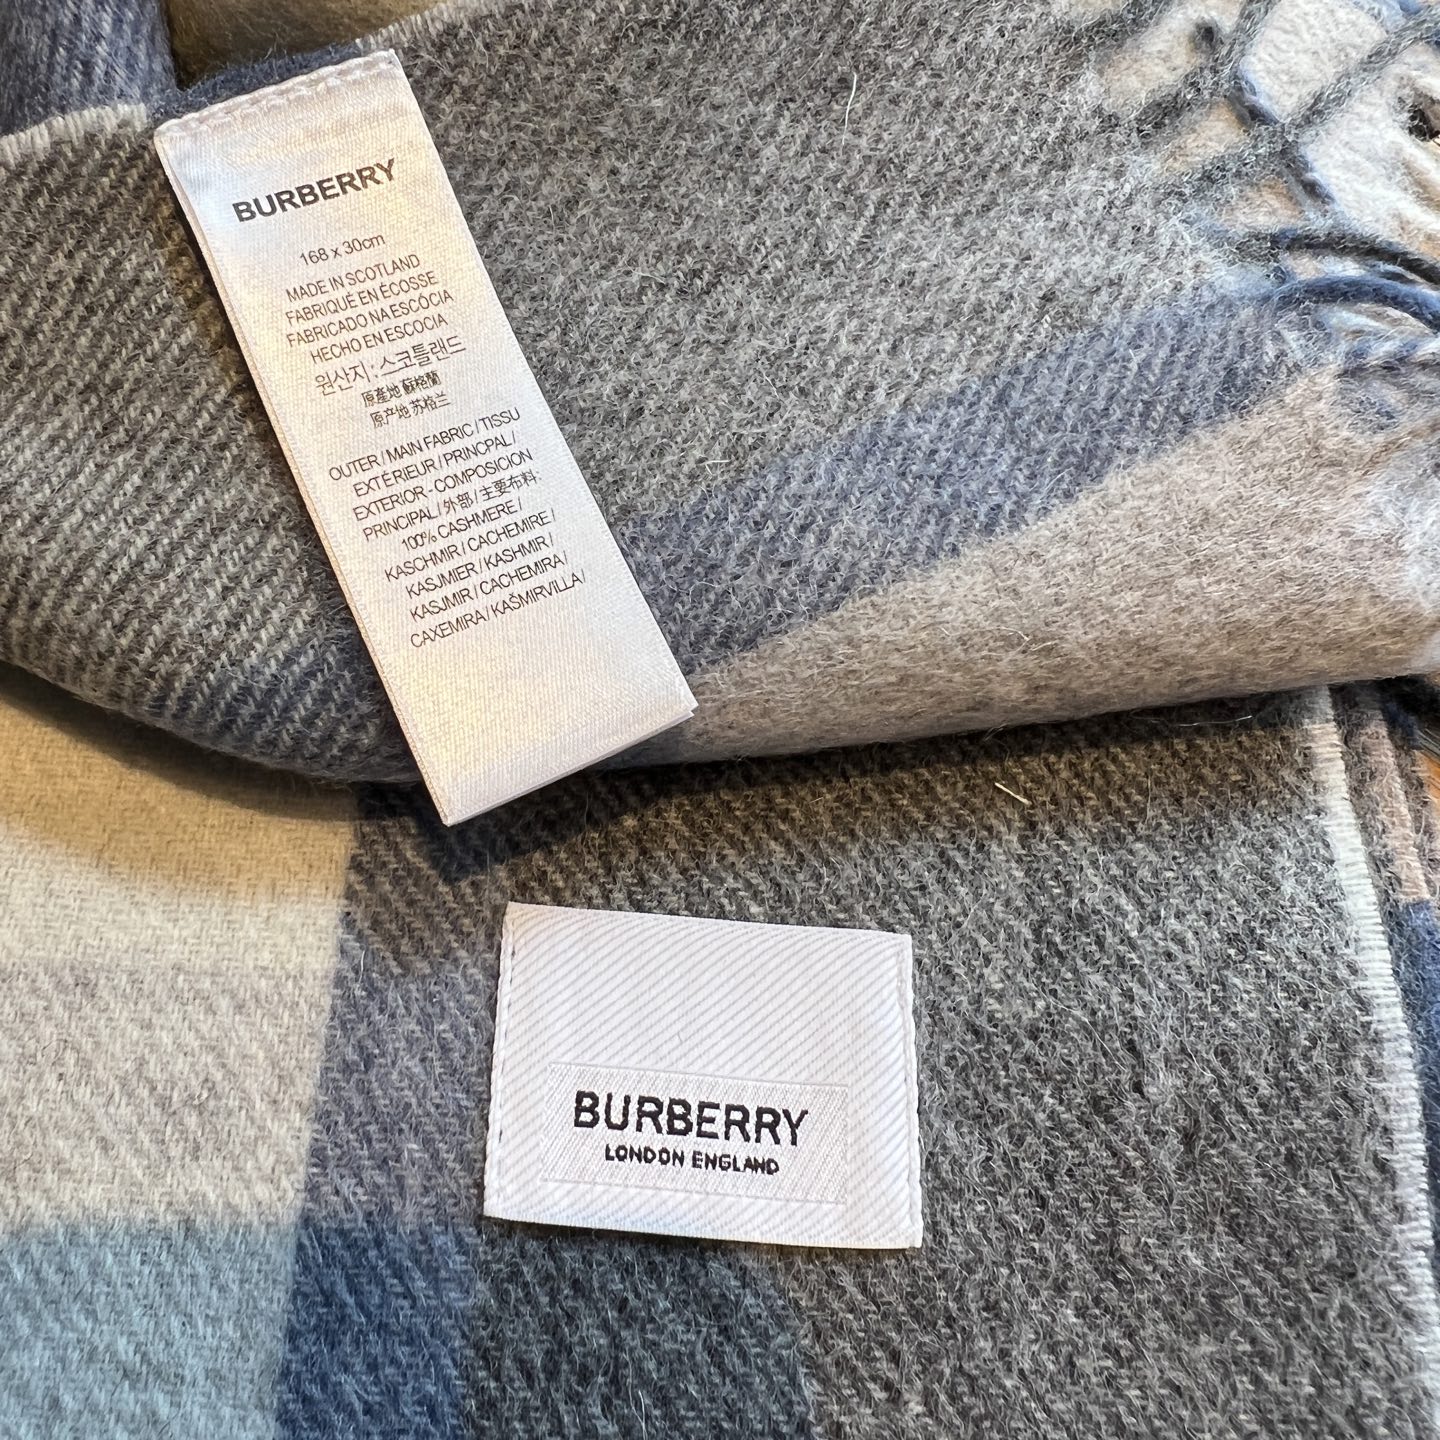 BURBERRY
168 x 30cm
MADE IN SCOTLAND
FABRIQUÉ EN ÉCOSSE
FABRICADO NA ESCÓCIA
HECHO EN ESCOCIA
원산지 : 스코틀랜드
原產地 蘇格蘭
原产地 苏格兰
OUTER / MAIN FABRIC / TISSU
EXTÉRIEUR / PRINCPAL /
EXTERIOR - COMPOSICION
PRINCIPAL / 外部 / 主要布料:
100% CASHMERE /
KASCHMIR / CACHEMIRE /
KASJMIER / KASHMIR /
KASJMIR / CACHEMIRA /
CAXEMIRA / KAŠMIRVILLA /
BURBERRY
LONDON ENGLAND